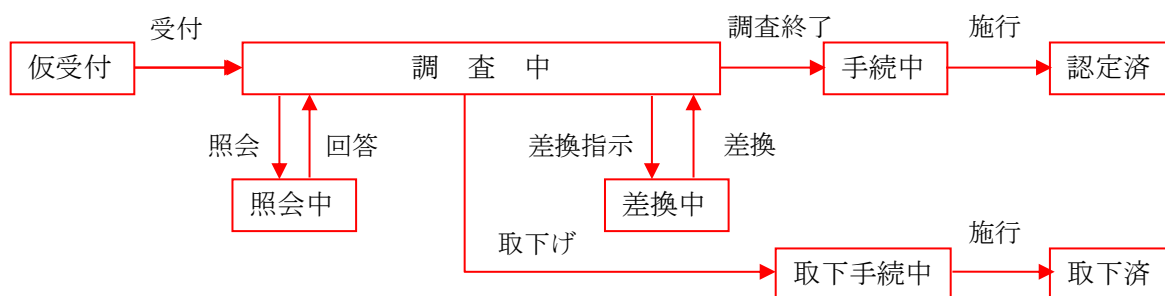 受付
調査終了
施行
仮受付
調 査 中
手続中
認定済
照会
回答
差換指示
差換
照会中
差換中
取下げ
施行
取下手続中
取下済